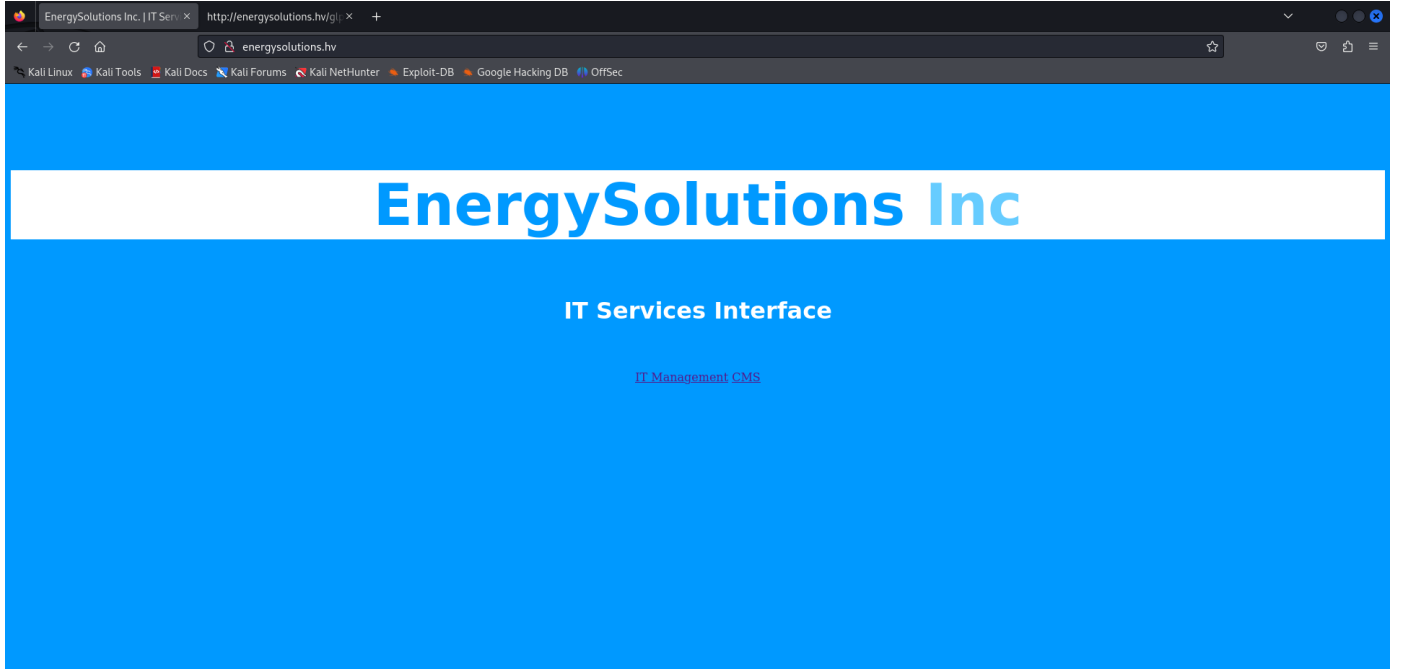 EnergySolutions Inc. | IT Serv
http://energysolutions.hv/glp
energysolutions.hv
Kali Linux Kali Tools Kali Docs Kali Forums Kali NetHunter Exploit-DB Google Hacking DB OffSec
EnergySolutions Inc
IT Services Interface
IT Management CMS